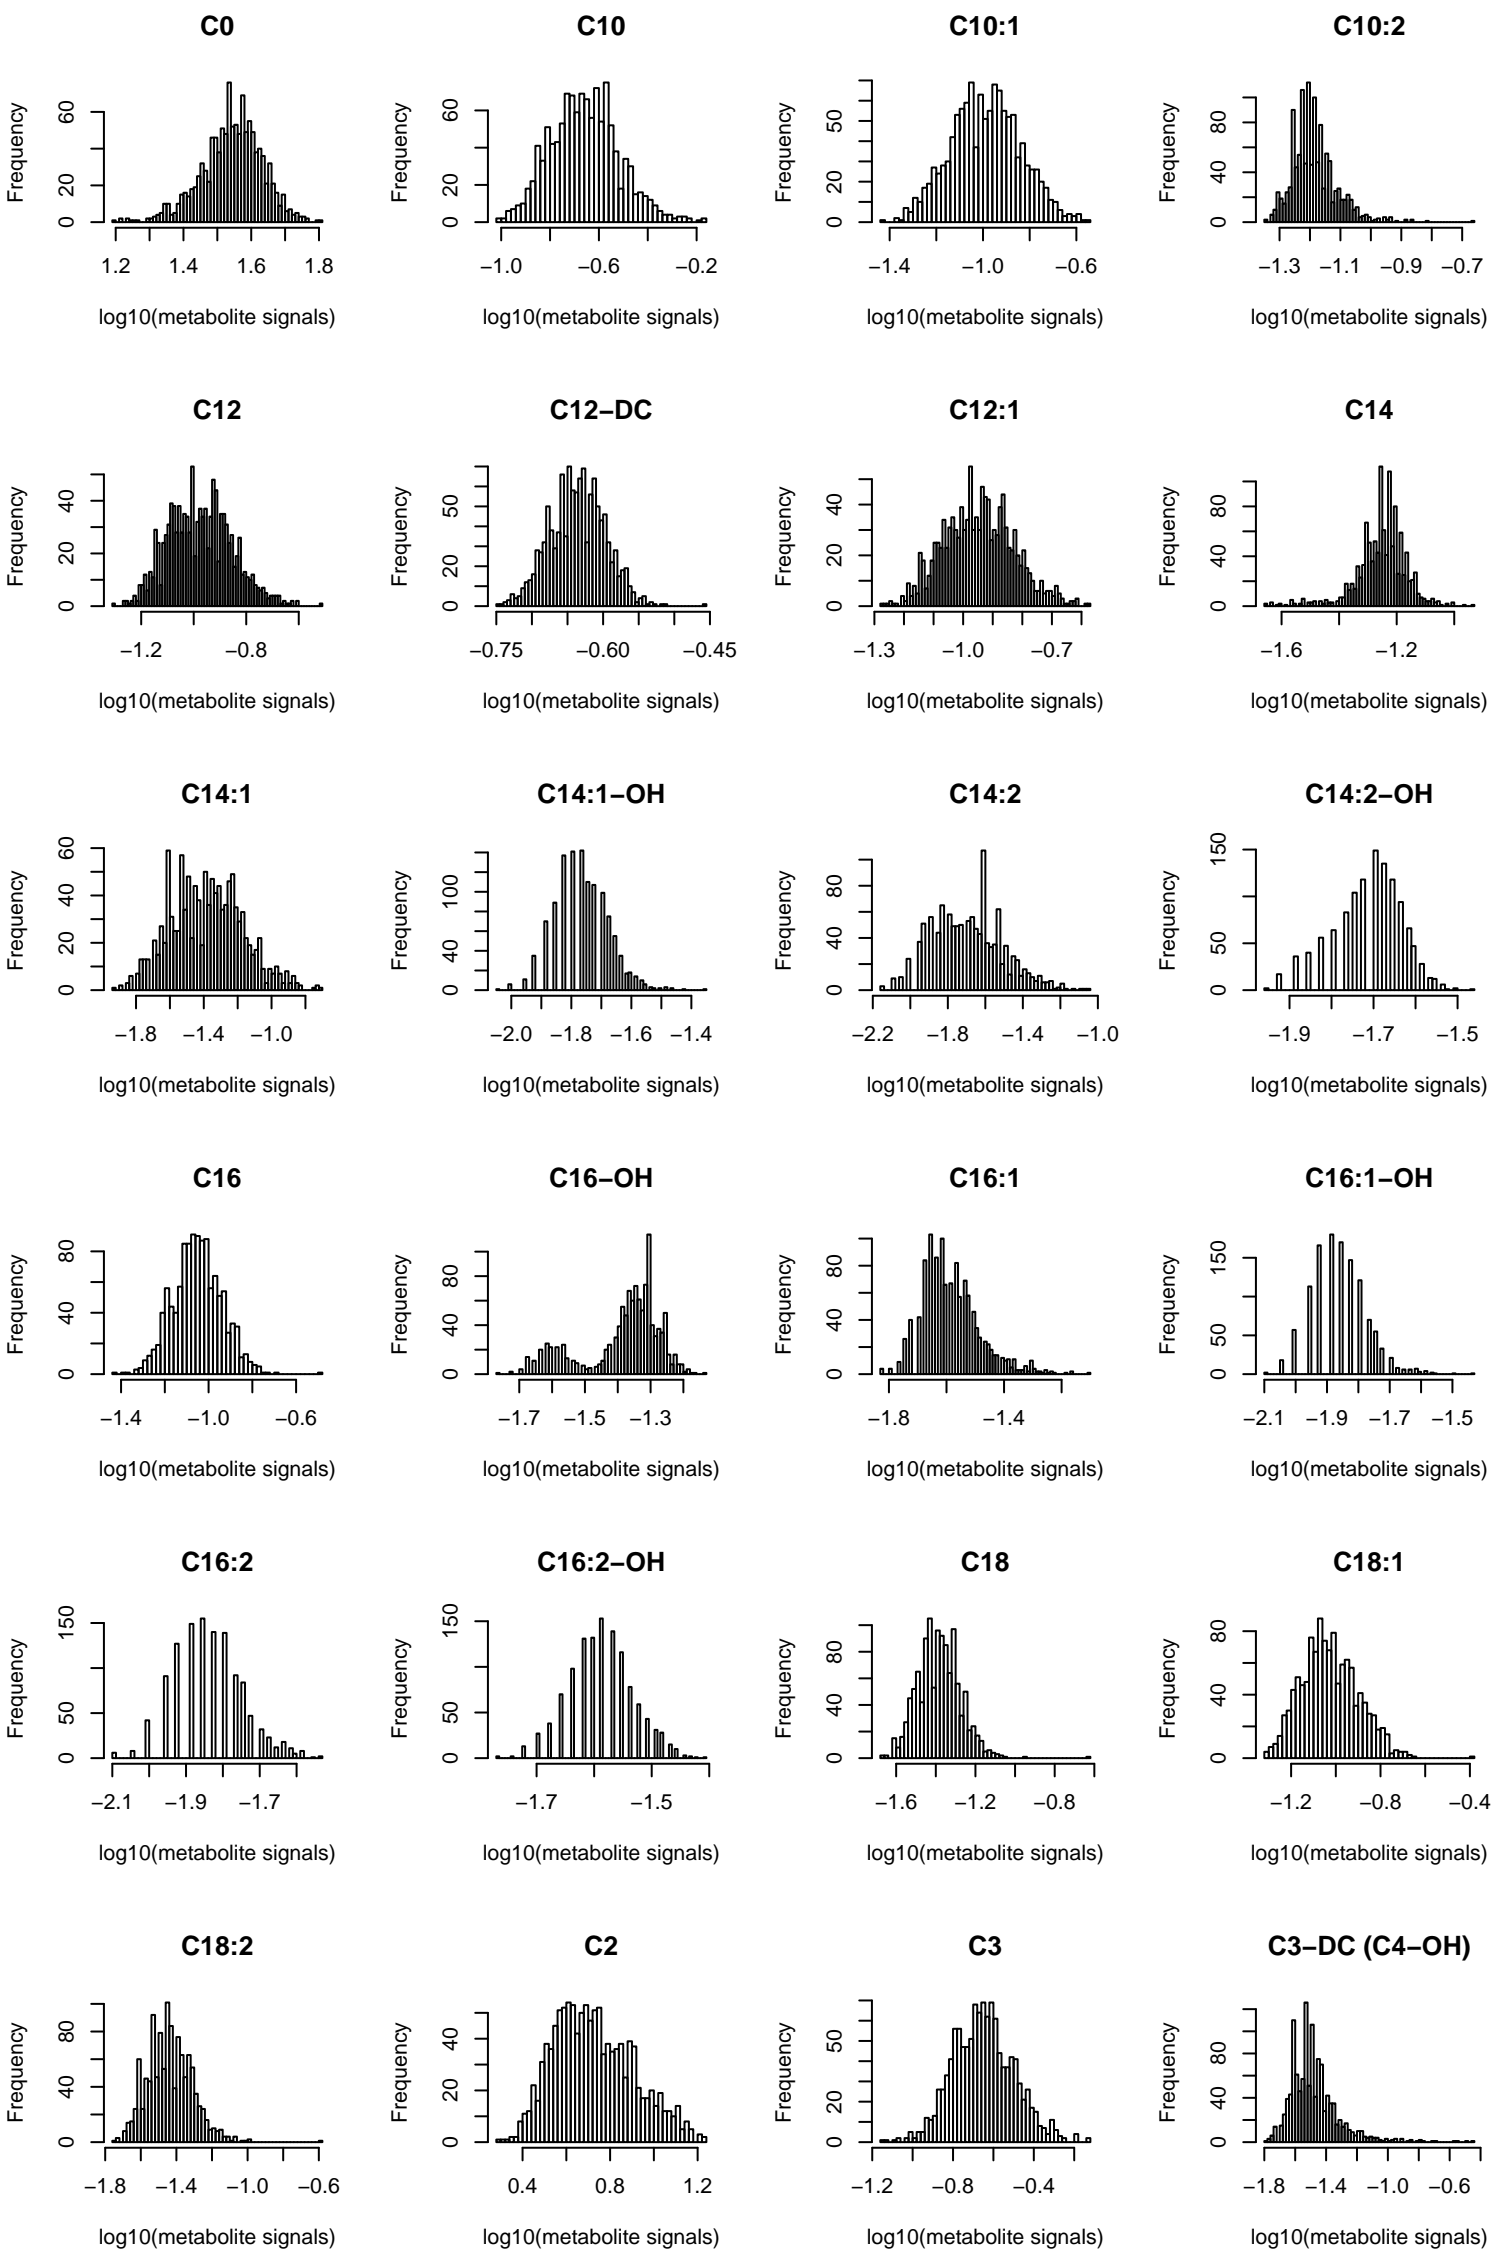 C0 C10 C10:1 C10:2
Frequency 0 20 60 Frequency 0 20 60 Frequency 0 20 50 Frequency 0 40 80
1.2 1.4 1.6 1.8 −1.0 −0.6 −0.2 −1.4 −1.0 −0.6 −1.3 −1.1 −0.9 −0.7
log10(metabolite signals) log10(metabolite signals) log10(metabolite signals) log10(metabolite signals)
C12 C12−DC C12:1 C14
Frequency 0 20 40 Frequency 0 20 50 Frequency 0 20 40 Frequency 0 40 80
−1.2 −0.8 −0.75 −0.60 −0.45 −1.3 −1.0 −0.7 −1.6 −1.2
log10(metabolite signals) log10(metabolite signals) log10(metabolite signals) log10(metabolite signals)
C14:1 C14:1−OH C14:2 C14:2−OH
Frequency 0 20 40 60 Frequency 0 40 100 Frequency 0 40 80 Frequency 0 50 150
−1.8 −1.4 −1.0 −2.0 −1.8 −1.6 −1.4 −2.2 −1.8 −1.4 −1.0 −1.9 −1.7 −1.5
log10(metabolite signals) log10(metabolite signals) log10(metabolite signals) log10(metabolite signals)
C16 C16−OH C16:1 C16:1−OH
Frequency 0 40 80 Frequency 0 40 80 Frequency 0 40 80 Frequency 0 50 150
−1.4 −1.0 −0.6 −1.7 −1.5 −1.3 −1.8 −1.4 −2.1 −1.9 −1.7 −1.5
log10(metabolite signals) log10(metabolite signals) log10(metabolite signals) log10(metabolite signals)
C16:2 C16:2−OH C18 C18:1
Frequency 0 50 150 Frequency 0 50 150 Frequency 0 40 80 Frequency 0 40 80
−2.1 −1.9 −1.7 −1.7 −1.5 −1.6 −1.2 −0.8 −1.2 −0.8 −0.4
log10(metabolite signals) log10(metabolite signals) log10(metabolite signals) log10(metabolite signals)
C18:2 C2 C3 C3−DC (C4−OH)
Frequency 0 40 80 Frequency 0 20 40 Frequency 0 20 50 Frequency 0 40 80
−1.8 −1.4 −1.0 −0.6 0.4 0.8 1.2 −1.2 −0.8 −0.4 −1.8 −1.4 −1.0 −0.6
log10(metabolite signals) log10(metabolite signals) log10(metabolite signals) log10(metabolite signals)